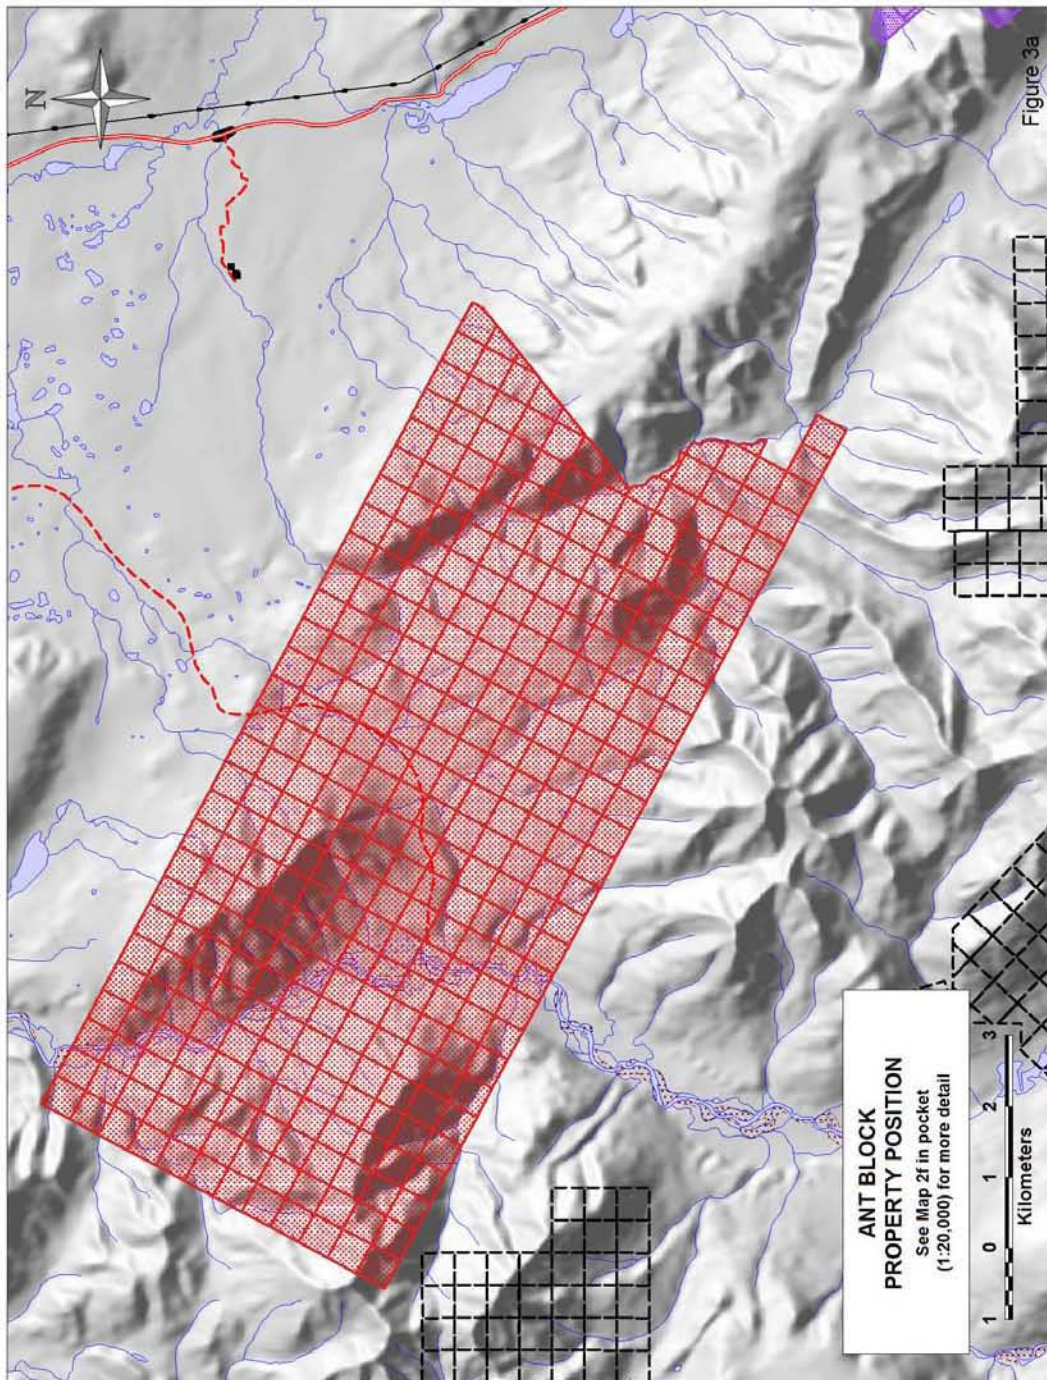 N
Figure 3a
ANT BLOCK
PROPERTY POSITION
See Map 2f in pocket
(1:20,000) for more detail
1 0 1 2 3
Kilometers